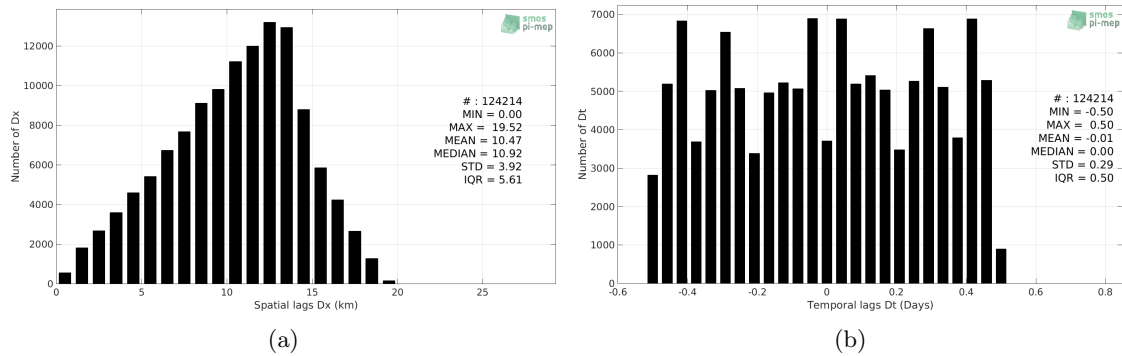 smos
pi-mep
12000
10000
8000
6000
4000
2000
0
Number of Dx
# : 124214
MIN = 0.00
MAX = 19.52
MEAN = 10.47
MEDIAN = 10.92
STD = 3.92
IQR = 5.61
0 5 10 15 20 25
Spatial lags Dx (km)
(a)
smos
pi-mep
7000
6000
5000
4000
3000
2000
1000
0
Number of Dt
# : 124214
MIN = -0.50
MAX = 0.50
MEAN = -0.01
MEDIAN = 0.00
STD = 0.29
IQR = 0.50
-0.6 -0.4 -0.2 0 0.2 0.4 0.6 0.8
Temporal lags Dt (Days)
(b)